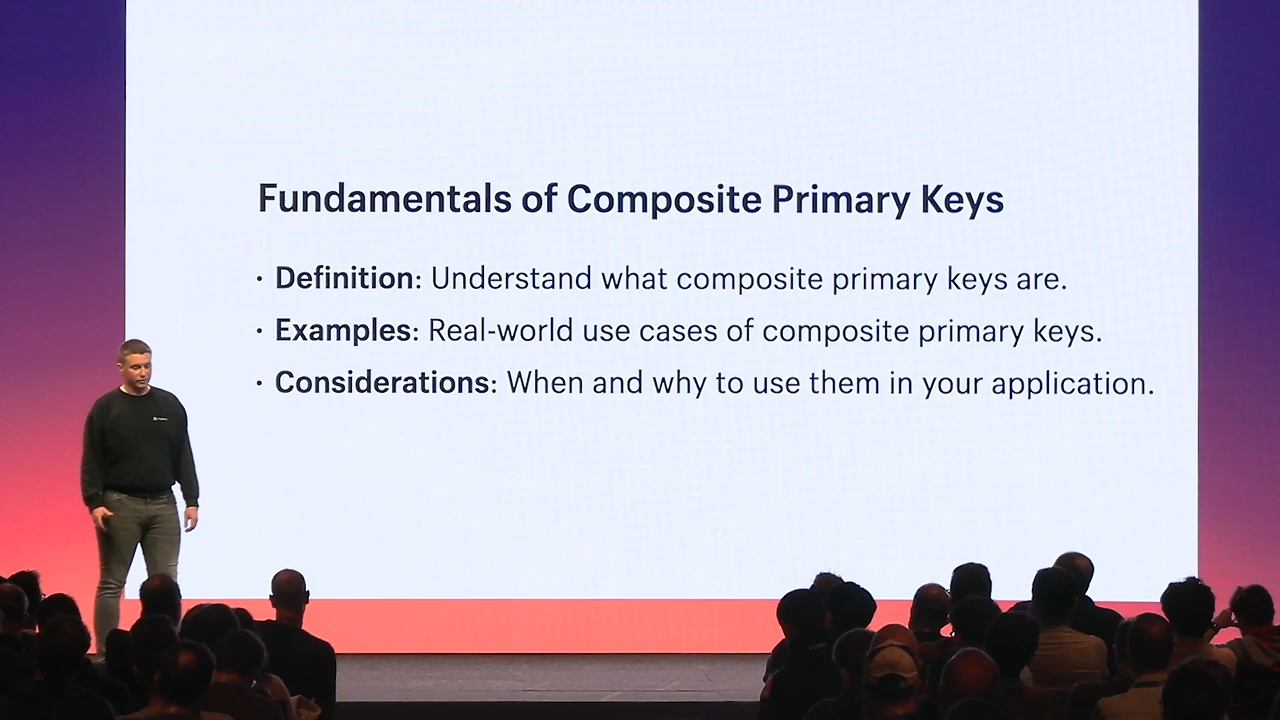 Fundamentals of Composite Primary Keys
• Definition: Understand what composite primary keys are.
• Examples: Real-world use cases of composite primary keys.
• Considerations: When and why to use them in your application.